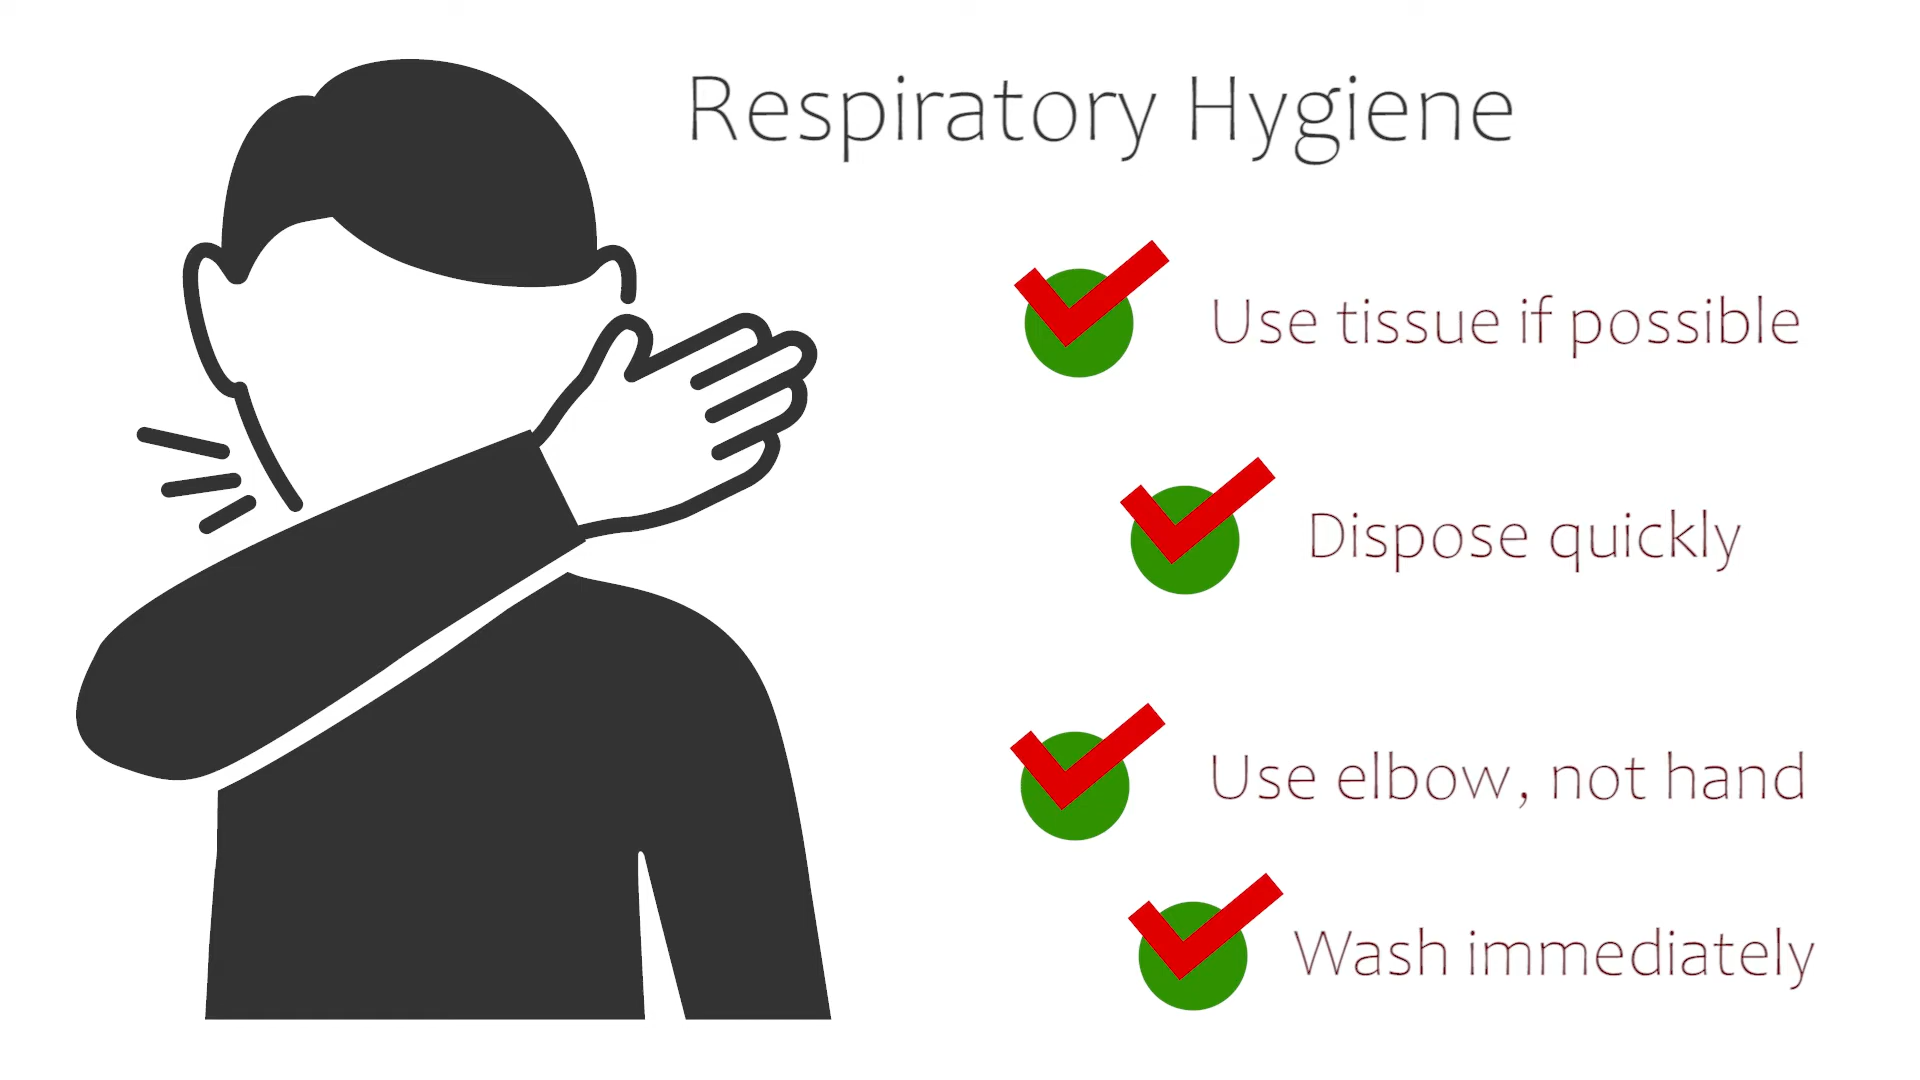 Respiratory Hygiene
Use tissue if possible
Dispose quickly
Use elbow, not hand
Wash immediately